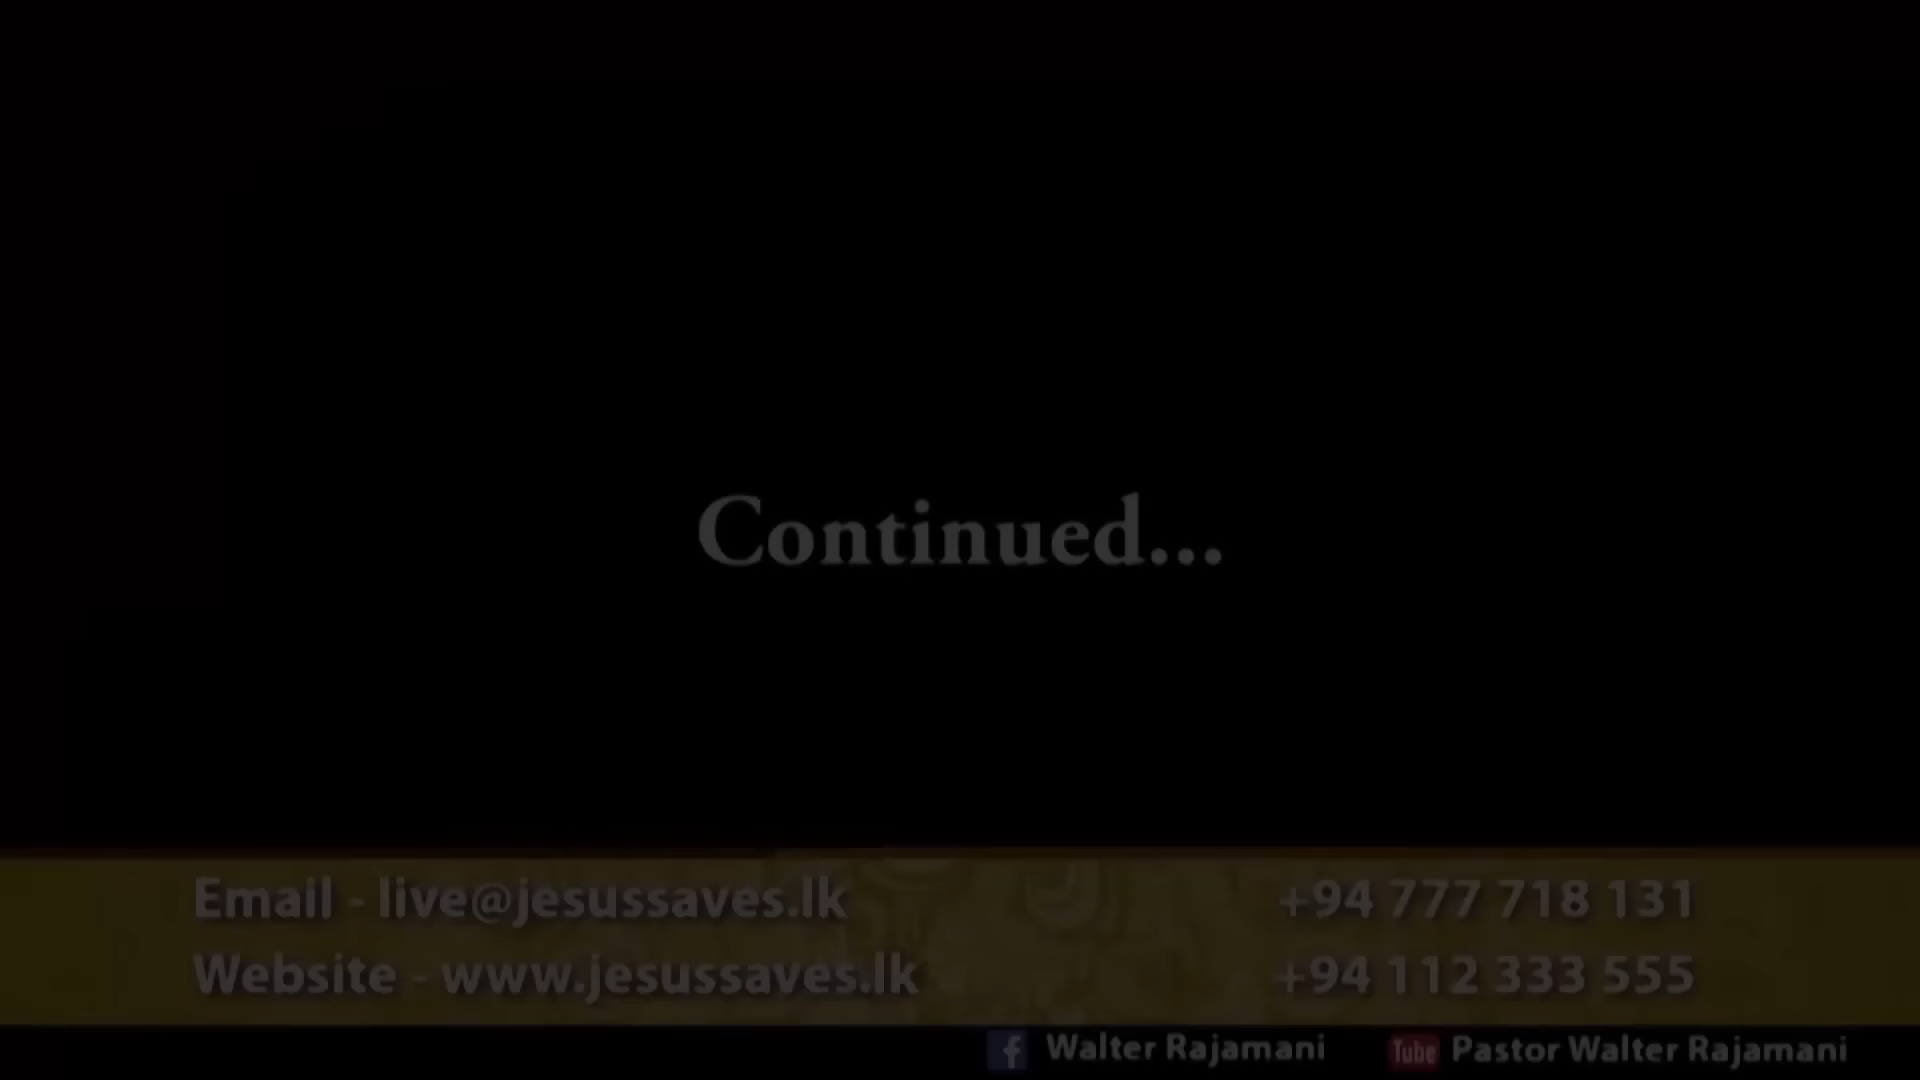 Continued...
Email - live@jesussaves.lk
+94 777 718 131
Website - www.jesussaves.lk
+94 112 333 555
f Walter Rajamani
Tube Pastor Walter Rajamani